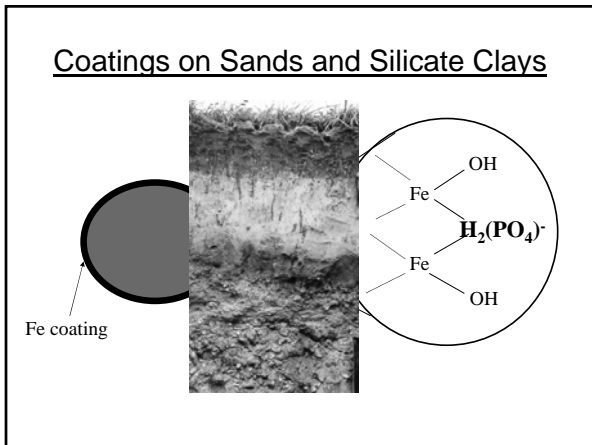 Coatings on Sands and Silicate Clays
OH
Fe
H₂(PO₄)⁻
Fe
OH
Fe coating